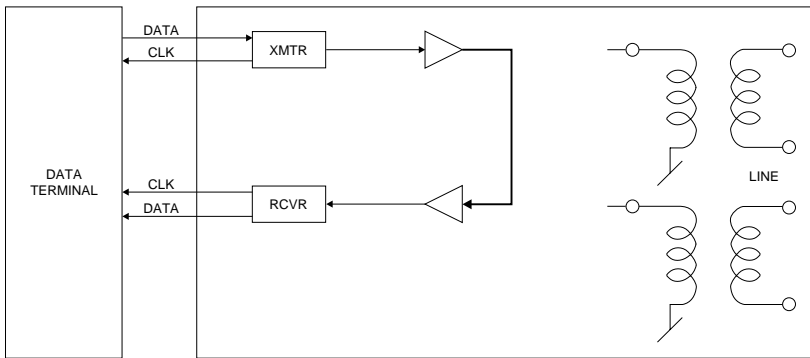 DATA
CLK
XMTR
DATA
TERMINAL
LINE
CLK
DATA
RCVR